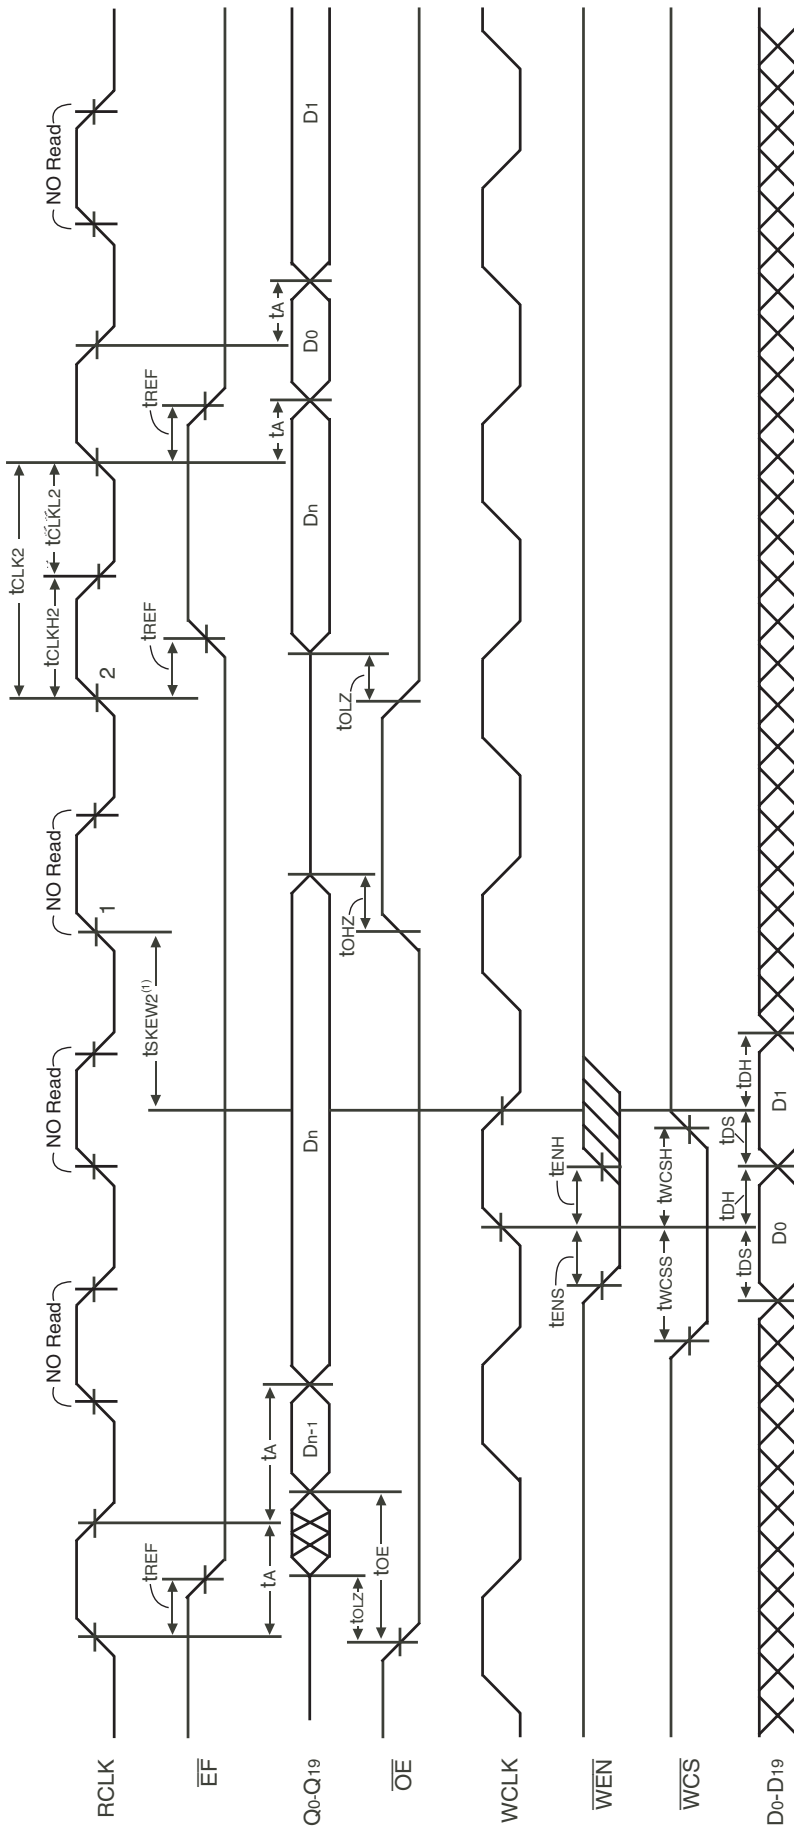 RCLK
NO Read
NO Read
1
NO Read
2
NO Read
tSKEW2(1)
tCLK2
tCLKH2
tCLKL2
EF
tREF
tREF
tREF
Q0-Q19
tA
tA
Dn-1
Dn
Dn
tA
D0
tA
D1
OE
tOLZ
tOE
tOHZ
tOLZ
WCLK
WEN
tENS
tENH
WCS
tWCSS
tWCSH
D0-D19
tDS
tDH
tDS
tDH
D0
D1